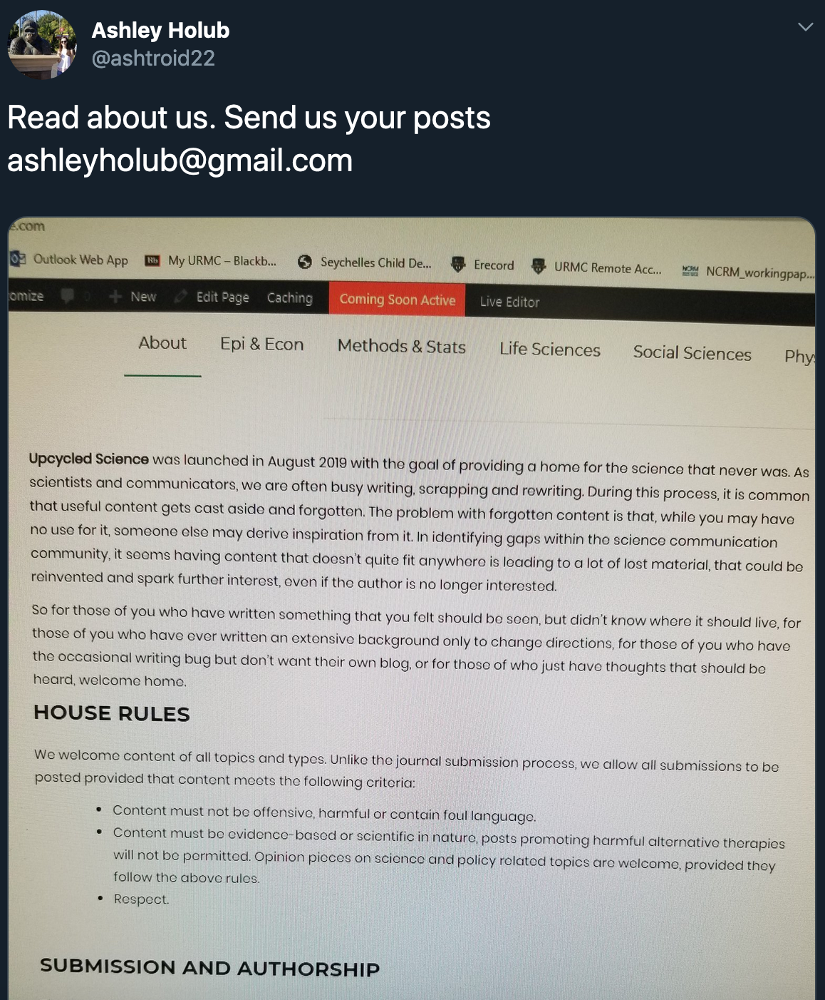 Ashley Holub
@ashtroid22
Read about us. Send us your posts
ashleyholub@gmail.com
e.com
Outlook Web App
Bb My URMC – Blackb...
Seychelles Child De...
Erecord
URMC Remote Acc...
NCRM NCRM_workingpap...
omize
0
New
Edit Page
Caching
Coming Soon Active
Live Editor
About
Epi & Econ
Methods & Stats
Life Sciences
Social Sciences
Phys
Upcycled Science was launched in August 2019 with the goal of providing a home for the science that never was. As
scientists and communicators, we are often busy writing, scrapping and rewriting. During this process, it is common
that useful content gets cast aside and forgotten. The problem with forgotten content is that, while you may have
no use for it, someone else may derive inspiration from it. In identifying gaps within the science communication
community, it seems having content that doesn't quite fit anywhere is leading to a lot of lost material, that could be
reinvented and spark further interest, even if the author is no longer interested.
So for those of you who have written something that you felt should be seen, but didn't know where it should live, for
those of you who have ever written an extensive background only to change directions, for those of you who have
the occasional writing bug but don't want their own blog, or for those of who just have thoughts that should be
heard, welcome home.
HOUSE RULES
We welcome content of all topics and types. Unlike the journal submission process, we allow all submissions to be
posted provided that content meets the following criteria:
• Content must not be offensive, harmful or contain foul language.
• Content must be evidence-based or scientific in nature, posts promoting harmful alternative therapies
will not be permitted. Opinion pieces on science and policy related topics are welcome, provided they
follow the above rules.
• Respect.
SUBMISSION AND AUTHORSHIP